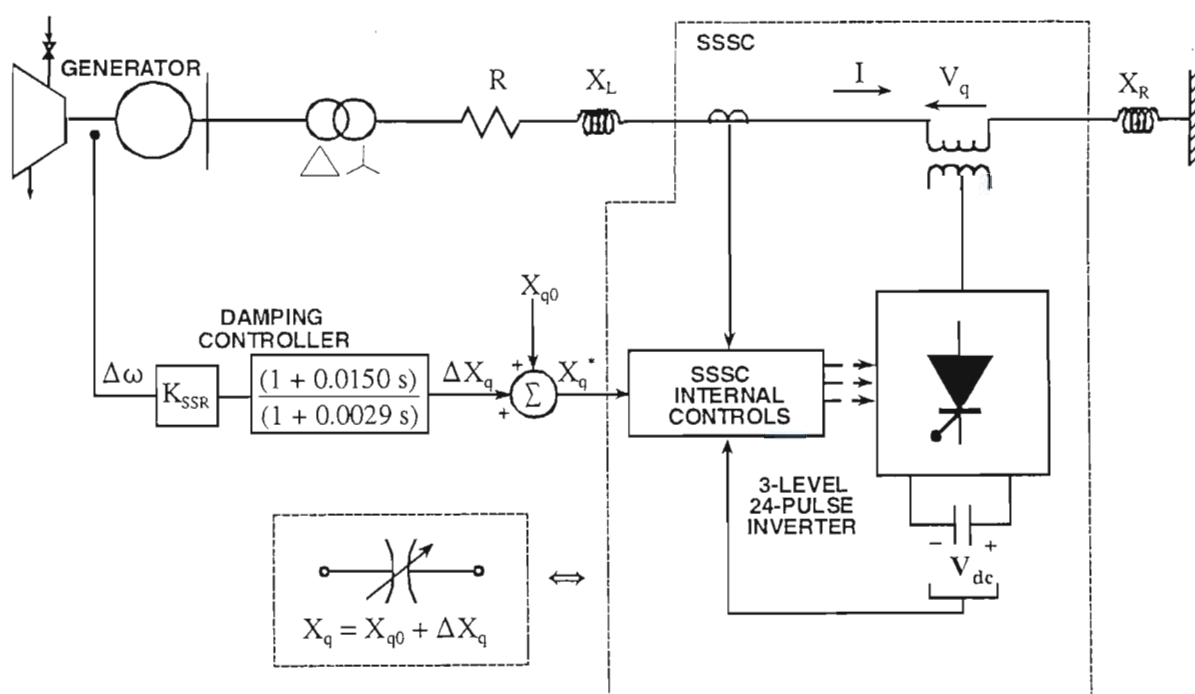 SSSC
GENERATOR
R
X_L
I
V_q
X_R
X_q0
DAMPING
CONTROLLER
Δω
K_SSR
(1 + 0.0150 s)
(1 + 0.0029 s)
ΔX_q
+
+
Σ
X_q*
SSSC
INTERNAL
CONTROLS
3-LEVEL
24-PULSE
INVERTER
− +
V_dc
⇔
X_q = X_q0 + ΔX_q